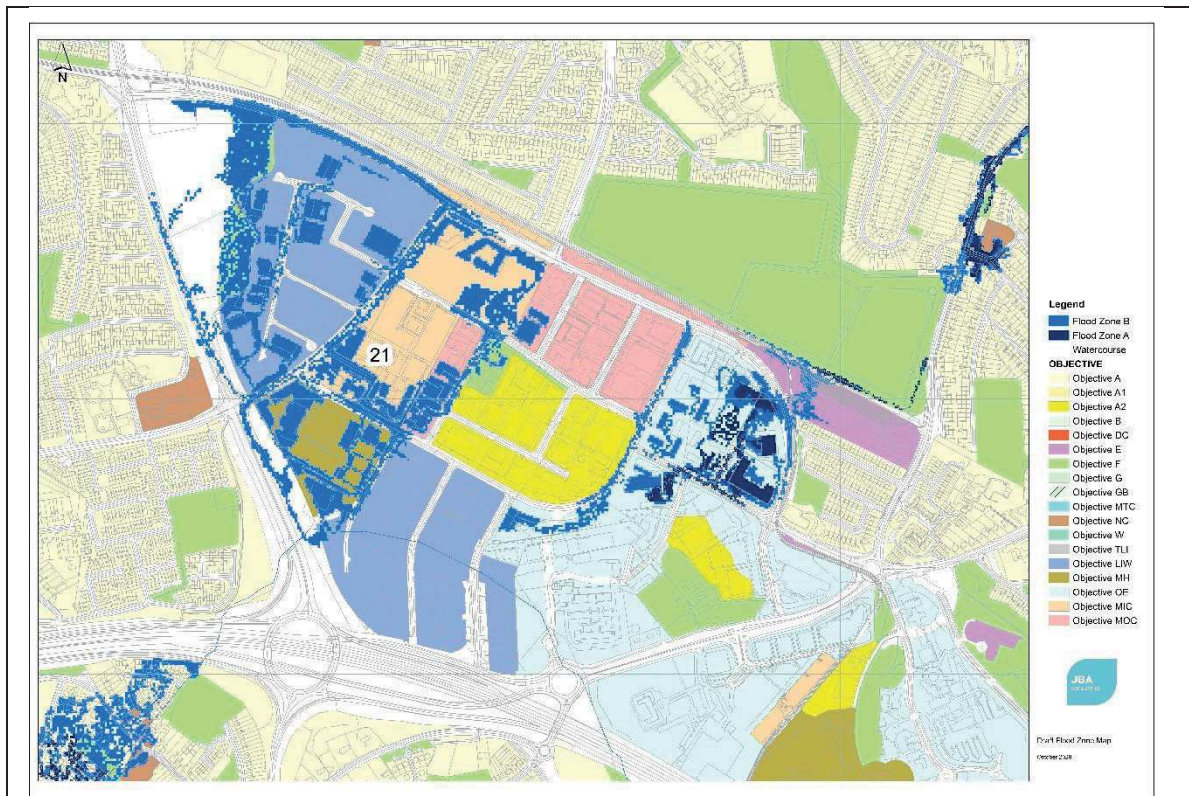 N
21
Legend
Flood Zone B
Flood Zone A
Watercourse
OBJECTIVE
Objective A
Objective A1
Objective A2
Objective B
Objective DC
Objective E
Objective F
Objective G
Objective GB
Objective MTC
Objective NC
Objective W
Objective TLI
Objective LIW
Objective MH
Objective OE
Objective MIC
Objective MOC
JBA
Draft Flood Zone Map
October 2020